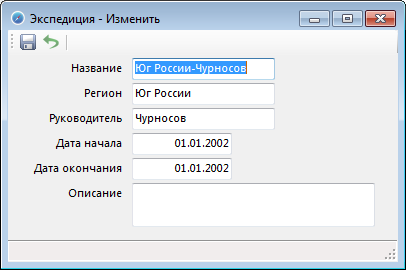 Экспедиция - Изменить
Название Юг России-Чурносов
Регион Юг России
Руководитель Чурносов
Дата начала 01.01.2002
Дата окончания 01.01.2002
Описание